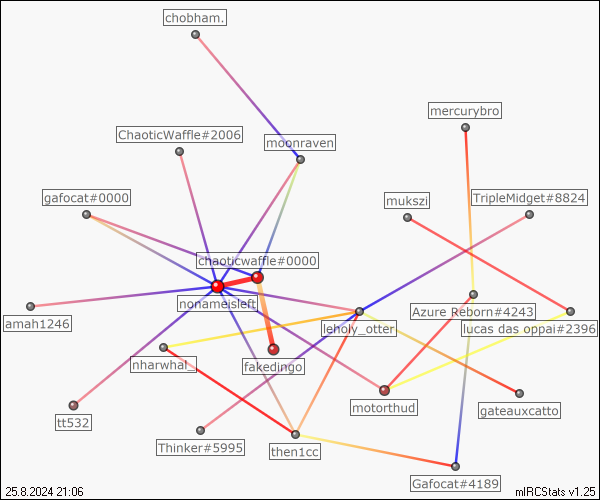 chobham.
mercurybro
ChaoticWaffle#2006
moonraven
gafocat#0000
mukszi
TripleMidget#8824
chaoticwaffle#0000
nonameisleft
amah1246
Azure Reborn#4243
leholy_otter
lucas das oppai#2396
nharwhal_
fakedingo
motorthud
gateauxcatto
tt532
Thinker#5995
then1cc
Gafocat#4189
25.8.2024 21:06
mIRCStats v1.25